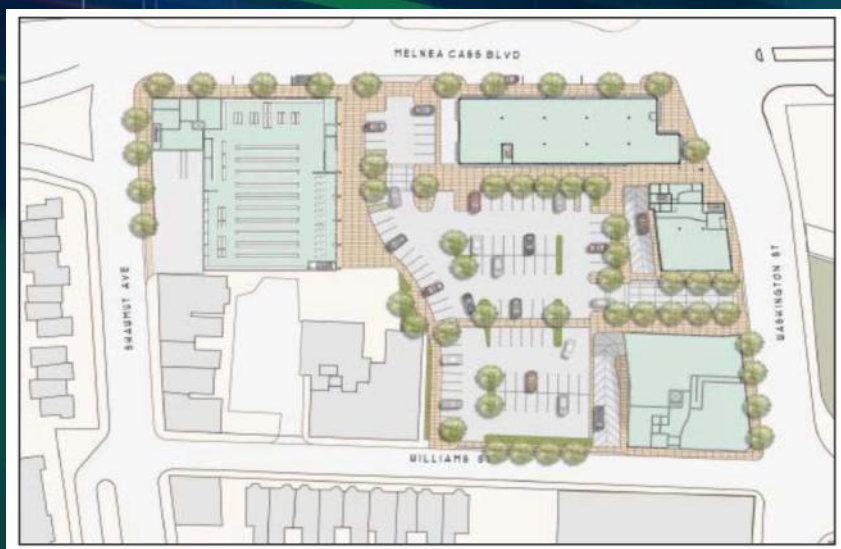 MELNEA CASS BLVD
SHAWMUT AVE
WASHINGTON ST
WILLIAMS ST